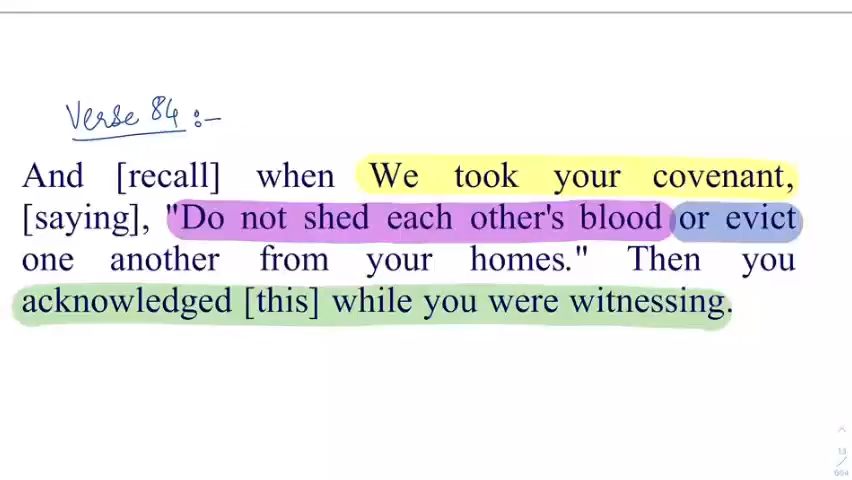 Verse 84 :-
And [recall] when We took your covenant,
[saying], "Do not shed each other's blood or evict
one another from your homes." Then you
acknowledged [this] while you were witnessing.